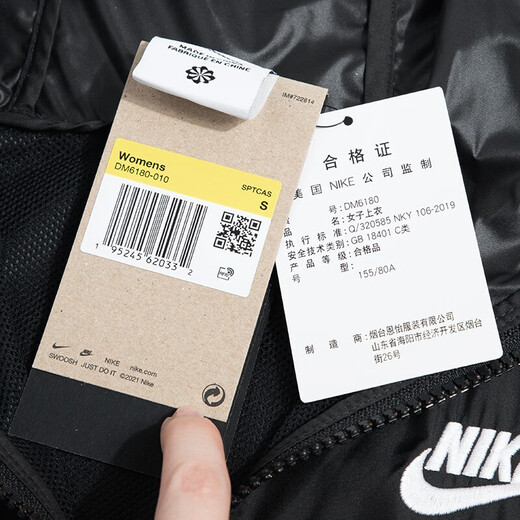 MADE IN
FABRIQUÉ EN CHINE
IM#722814
Womens
DM6180-010
SPTCAS
S
1 95245 62033 2
NIKE nike.com
SWOOSH JUST DO IT ©2021 Nike
合格证
美国 NIKE 公司监制
号:DM6180
名:女子上衣
执行标准:Q/320585 NKY 106-2019
安全技术类别:GB 18401 C类
等级:合格品
号型:
155/80A
制造商:烟台恩怡服装有限公司
山东省海阳市经济开发区烟台
街26号
NIKE